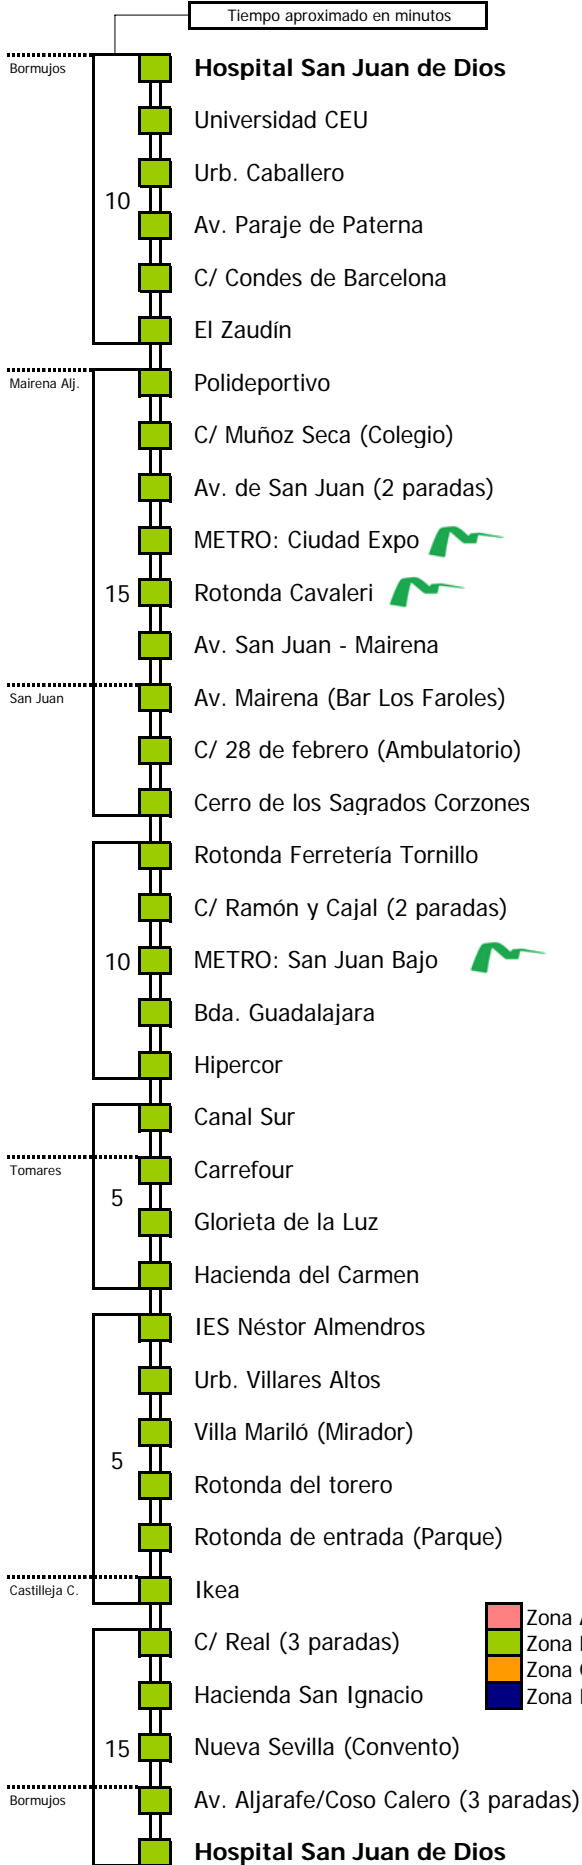 Tiempo aproximado en minutos
Bormujos
Hospital San Juan de Dios
Universidad CEU
Urb. Caballero
10
Av. Paraje de Paterna
C/ Condes de Barcelona
El Zaudín
Mairena Alj.
Polideportivo
C/ Muñoz Seca (Colegio)
Av. de San Juan (2 paradas)
METRO: Ciudad Expo
15
Rotonda Cavaleri
Av. San Juan - Mairena
San Juan
Av. Mairena (Bar Los Faroles)
C/ 28 de febrero (Ambulatorio)
Cerro de los Sagrados Corzones
Rotonda Ferretería Tornillo
C/ Ramón y Cajal (2 paradas)
10
METRO: San Juan Bajo
Bda. Guadalajara
Hipercor
Canal Sur
Tomares
Carrefour
5
Glorieta de la Luz
Hacienda del Carmen
IES Néstor Almendros
Urb. Villares Altos
Villa Mariló (Mirador)
5
Rotonda del torero
Rotonda de entrada (Parque)
Castilleja C.
Ikea
Zona
C/ Real (3 paradas)
Zona
Zona
Hacienda San Ignacio
Zona
15
Nueva Sevilla (Convento)
Bormujos
Av. Aljarafe/Coso Calero (3 paradas)
Hospital San Juan de Dios